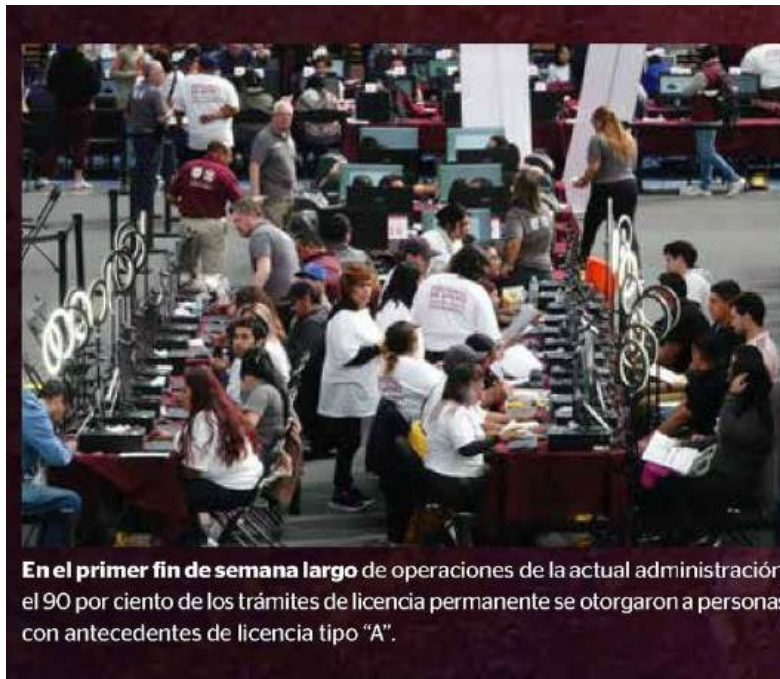 En el primer fin de semana largo de operaciones de la actual administración
el 90 por ciento de los trámites de licencia permanente se otorgaron a personas
con antecedentes de licencia tipo “A”.